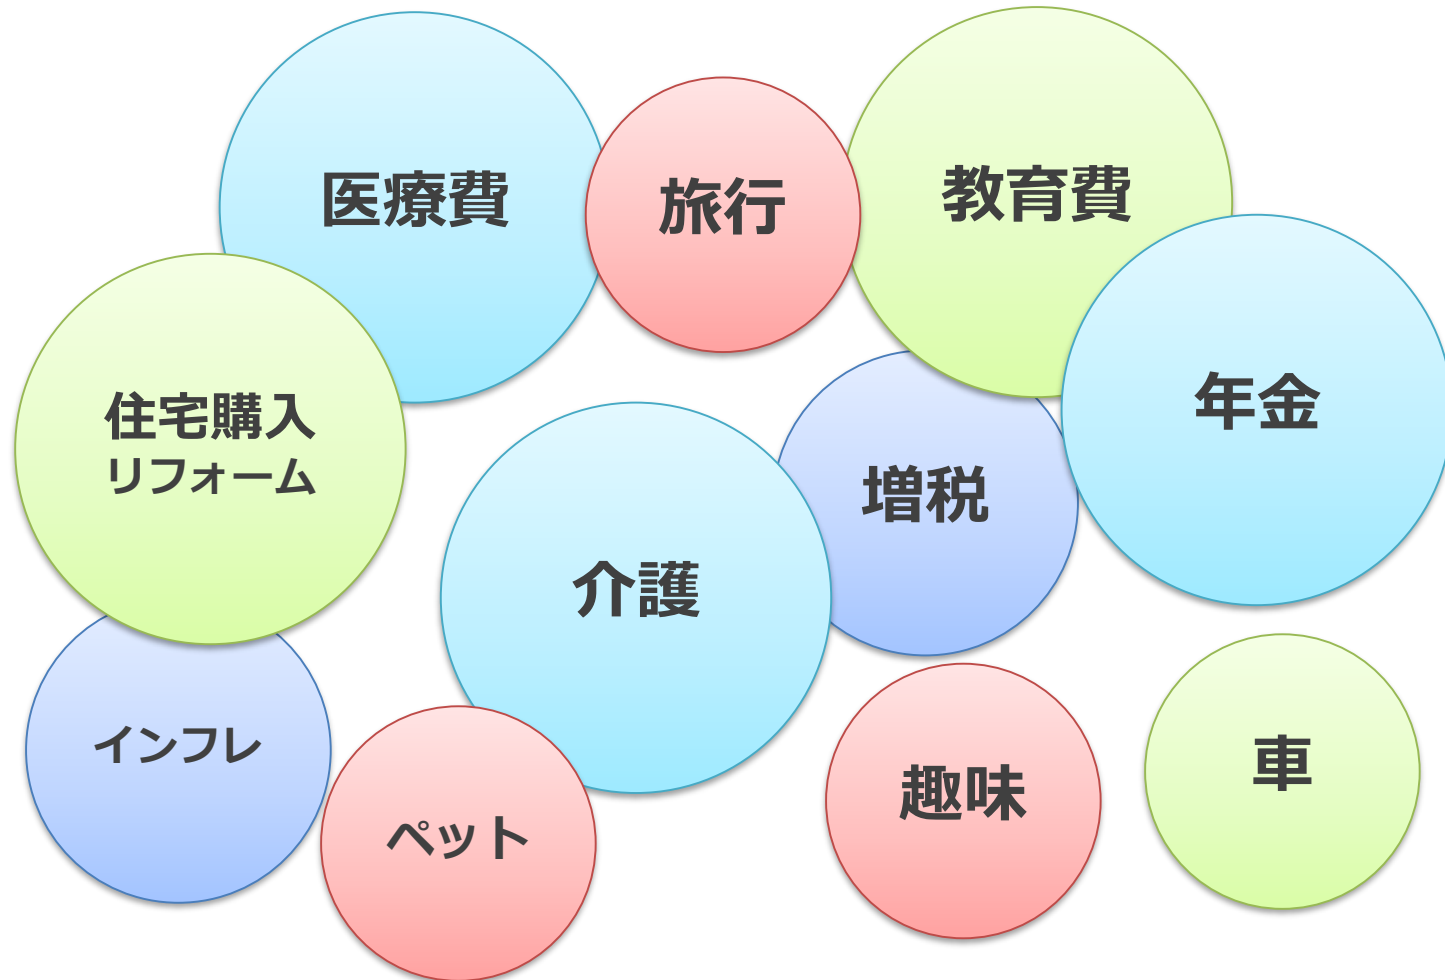 医療費
旅行
教育費
住宅購入
リフォーム
年金
増税
介護
インフレ
ペット
趣味
車